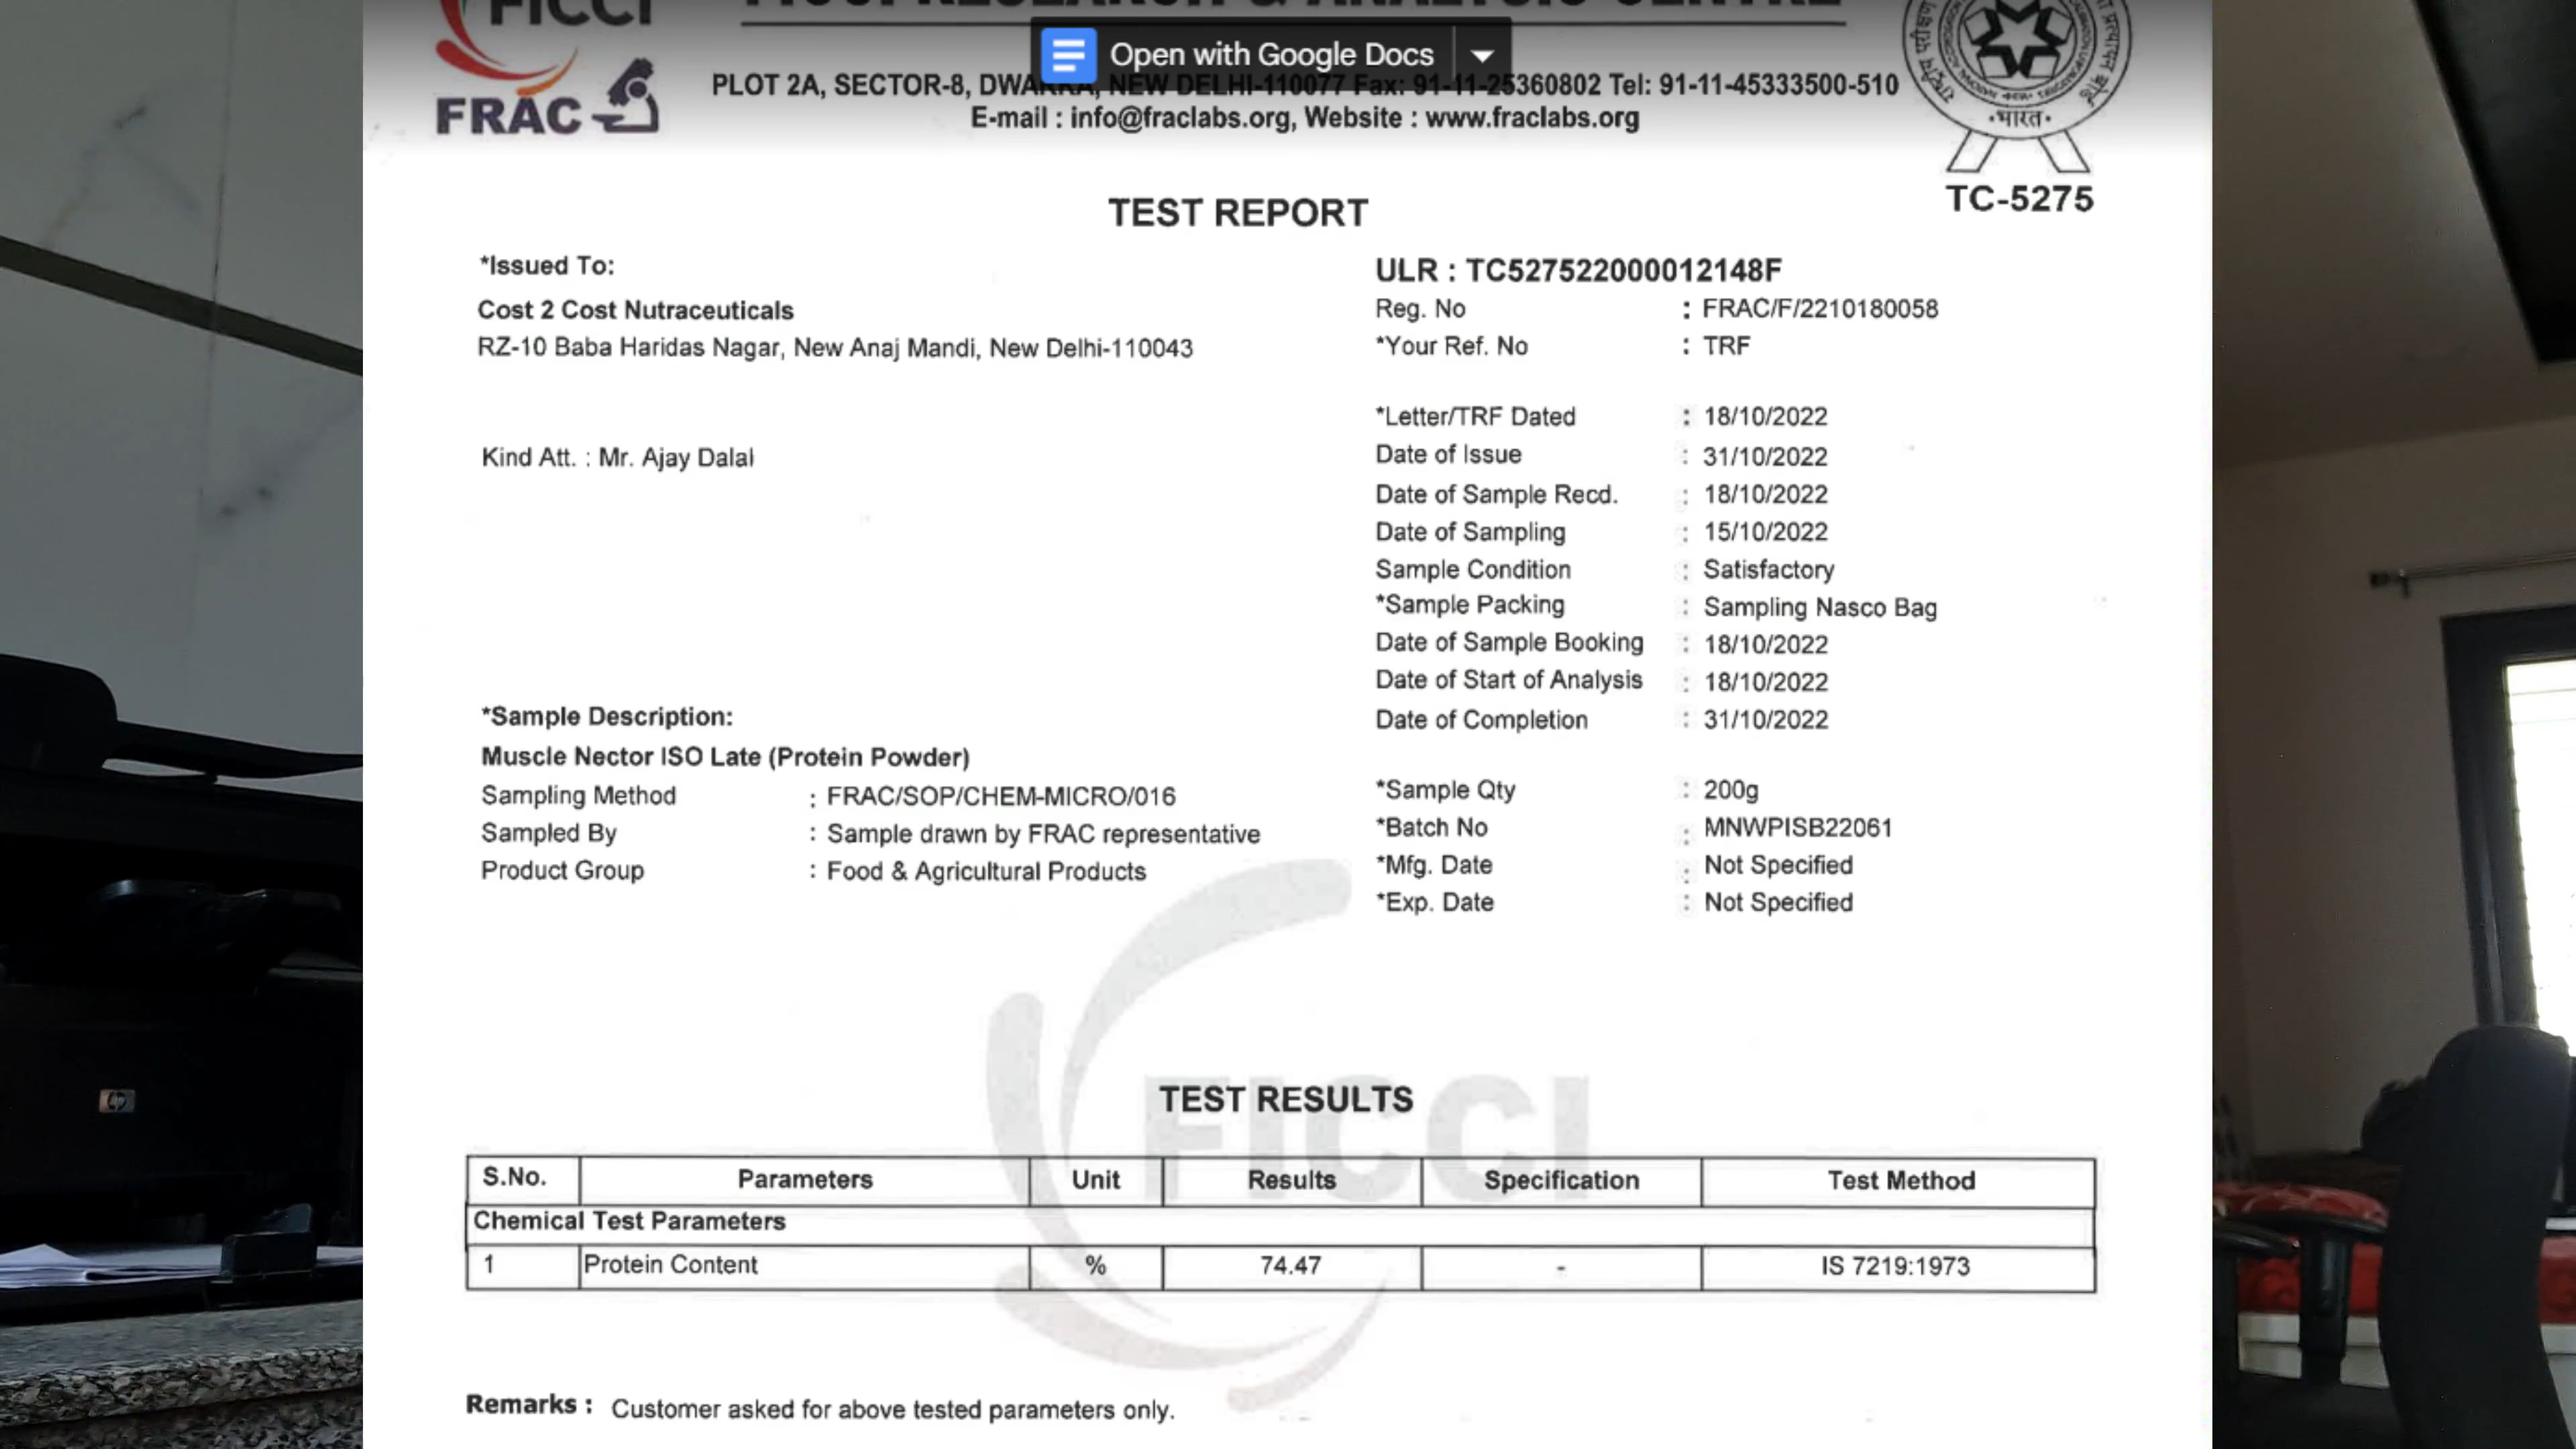 FICCI
FICCI RESEARCH & ANALYSIS CENTRE
Open with Google Docs
FRAC
PLOT 2A, SECTOR-8, DWARKA, NEW DELHI-110077 Fax: 91-11-25360802 Tel: 91-11-45333500-510
E-mail : info@fraclabs.org, Website : www.fraclabs.org
भारत
TC-5275
TEST REPORT
*Issued To:
Cost 2 Cost Nutraceuticals
RZ-10 Baba Haridas Nagar, New Anaj Mandi, New Delhi-110043
Kind Att. : Mr. Ajay Dalal
ULR : TC527522000012148F
Reg. No : FRAC/F/2210180058
*Your Ref. No : TRF
*Letter/TRF Dated : 18/10/2022
Date of Issue : 31/10/2022
Date of Sample Recd. : 18/10/2022
Date of Sampling : 15/10/2022
Sample Condition : Satisfactory
*Sample Packing : Sampling Nasco Bag
Date of Sample Booking : 18/10/2022
Date of Start of Analysis : 18/10/2022
Date of Completion : 31/10/2022
*Sample Description:
Muscle Nector ISO Late (Protein Powder)
Sampling Method : FRAC/SOP/CHEM-MICRO/016
Sampled By : Sample drawn by FRAC representative
Product Group : Food & Agricultural Products
*Sample Qty : 200g
*Batch No : MNWPISB22061
*Mfg. Date : Not Specified
*Exp. Date : Not Specified
FICCI
TEST RESULTS
S.No. Parameters Unit Results Specification Test Method
Chemical Test Parameters
1 Protein Content % 74.47 - IS 7219:1973
Remarks : Customer asked for above tested parameters only.
hp